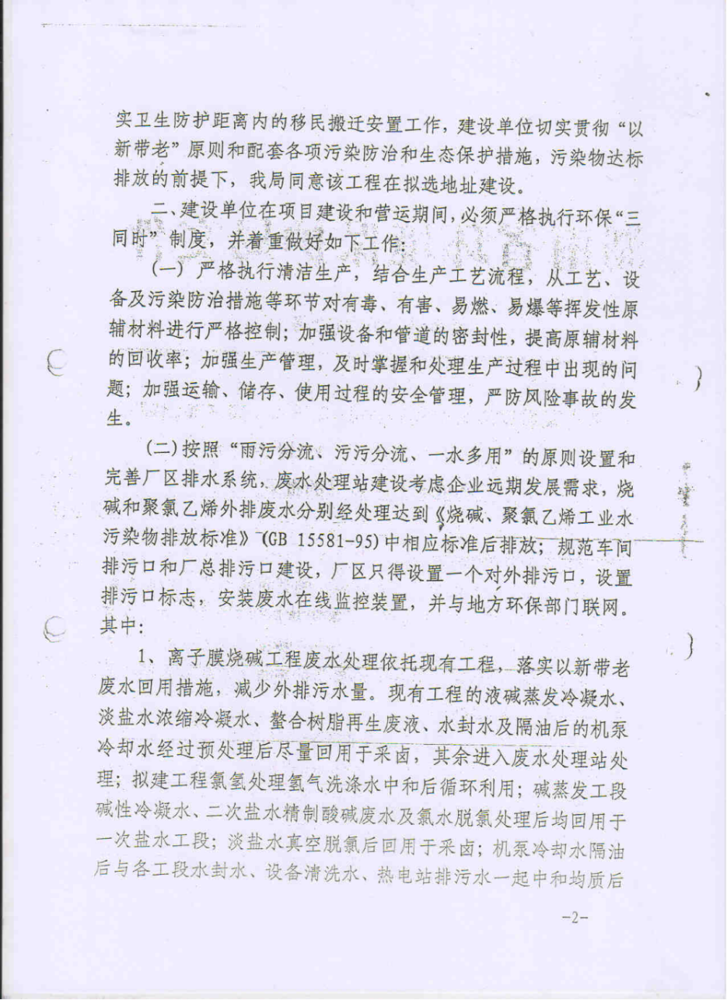 实卫生防护距离内的移民搬迁安置工作，建设单位切实贯彻“以
新带老”原则和配套各项污染防治和生态保护措施，污染物达标
排放的前提下，我局同意该工程在拟选地址建设。
二、建设单位在项目建设和营运期间，必须严格执行环保“三
同时”制度，并着重做好如下工作：
(一) 严格执行清洁生产，结合生产工艺流程，从工艺、设
备及污染防治措施等环节对有毒、有害、易燃、易爆等挥发性原
辅材料进行严格控制；加强设备和管道的密封性，提高原辅材料
的回收率；加强生产管理，及时掌握和处理生产过程中出现的问
题；加强运输、储存、使用过程的安全管理，严防风险事故的发
生。
(二)按照“雨污分流、污污分流、一水多用”的原则设置和
完善厂区排水系统，废水处理站建设考虑企业远期发展需求，烧
碱和聚氯乙烯外排废水分别经处理达到《烧碱、聚氯乙烯工业水
污染物排放标准》(GB 15581-95)中相应标准后排放；规范车间
排污口和厂总排污口建设，厂区只得设置一个对外排污口，设置
排污口标志，安装废水在线监控装置，并与地方环保部门联网。
其中：
1、离子膜烧碱工程废水处理依托现有工程，落实以新带老
废水回用措施，减少外排污水量。现有工程的液碱蒸发冷凝水、
淡盐水浓缩冷凝水、螯合树脂再生废液、水封水及隔油后的机泵
冷却水经过预处理后尽量回用于采卤，其余进入废水处理站处
理；拟建工程氯氢处理氢气洗涤水中和后循环利用；碱蒸发工段
碱性冷凝水、二次盐水精制酸碱废水及氯水脱氯处理后均回用于
一次盐水工段；淡盐水真空脱氯后回用于采卤；机泵冷却水隔油
后与各工段水封水、设备清洗水、热电站排污水一起中和均质后
-2-